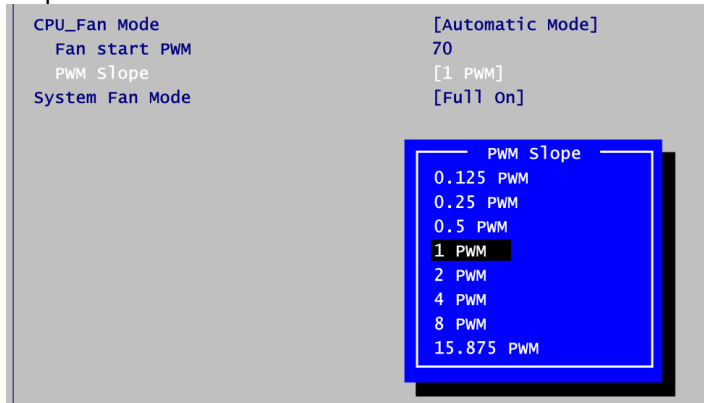 CPU_Fan Mode [Automatic Mode]
Fan start PWM 70
PWM Slope [1 PWM]
System Fan Mode [Full On]
PWM Slope
0.125 PWM
0.25 PWM
0.5 PWM
1 PWM
2 PWM
4 PWM
8 PWM
15.875 PWM